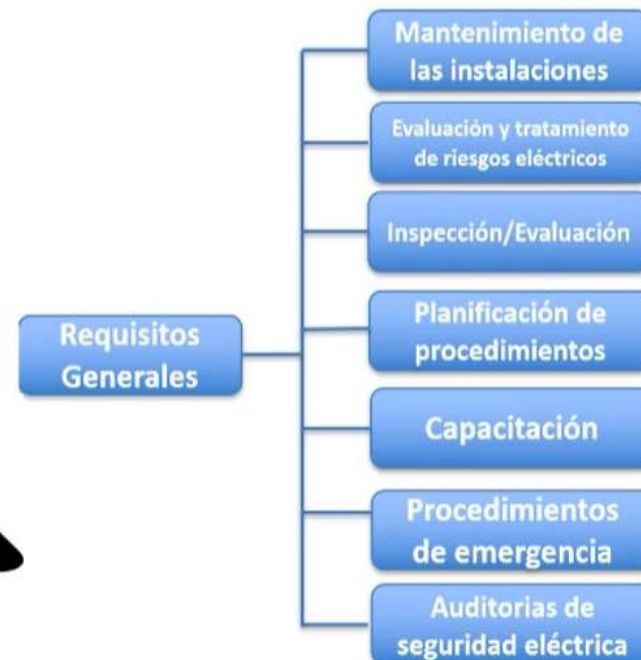 Mantenimiento de
las instalaciones
Evaluación y tratamiento
de riesgos eléctricos
Inspección/Evaluación
Requisitos
Generales
Planificación de
procedimientos
Capacitación
Procedimientos
de emergencia
Auditorias de
seguridad eléctrica